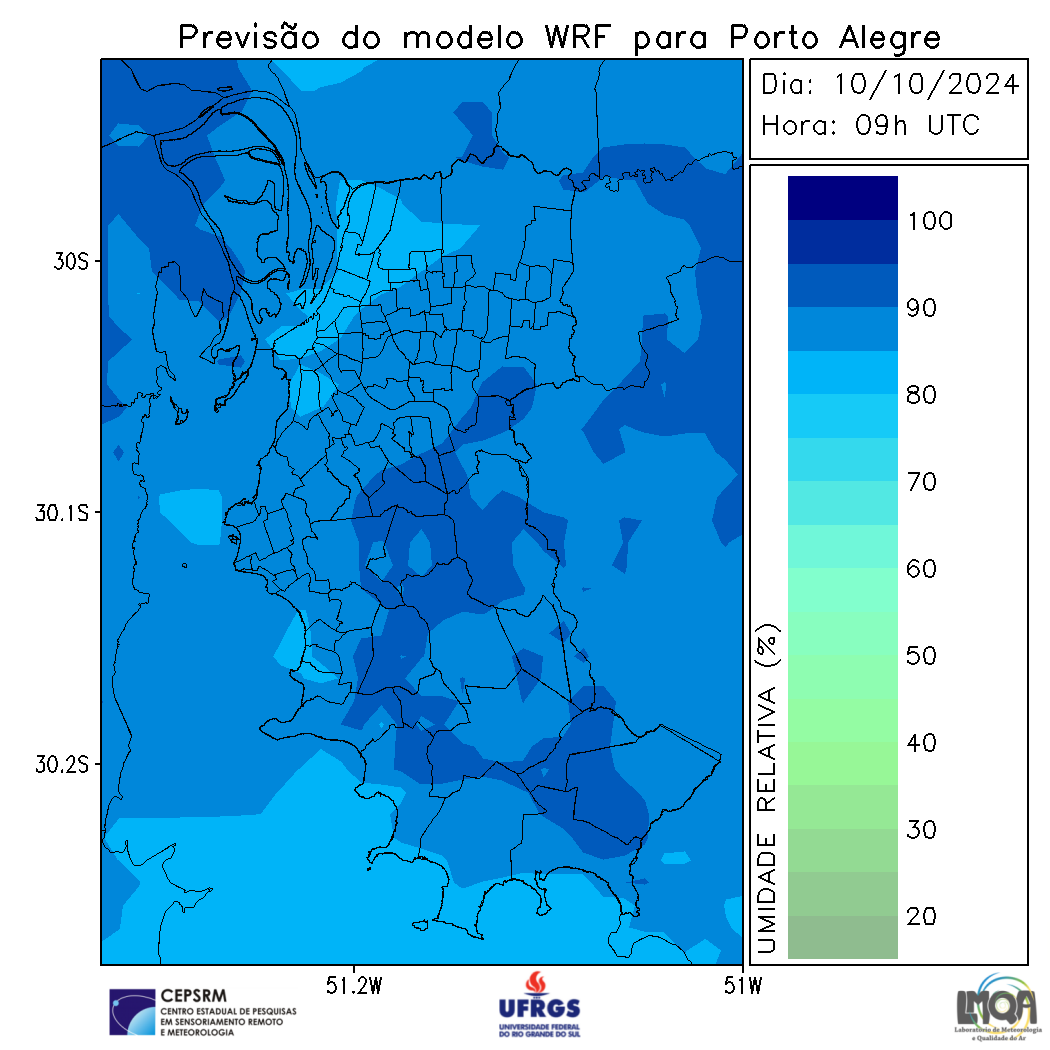 Previsão do modelo WRF para Porto Alegre
Dia: 10/10/2024
Hora: 09h UTC
30S
30.1S
30.2S
51.2W
51W
UMIDADE RELATIVA (%)
100
90
80
70
60
50
40
30
20
CEPSRM
CENTRO ESTADUAL DE PESQUISAS
EM SENSORIAMENTO REMOTO
E METEOROLOGIA
UFRGS
UNIVERSIDADE FEDERAL
DO RIO GRANDE DO SUL
LMQA
Laboratório de Meteorologia
e Qualidade do Ar